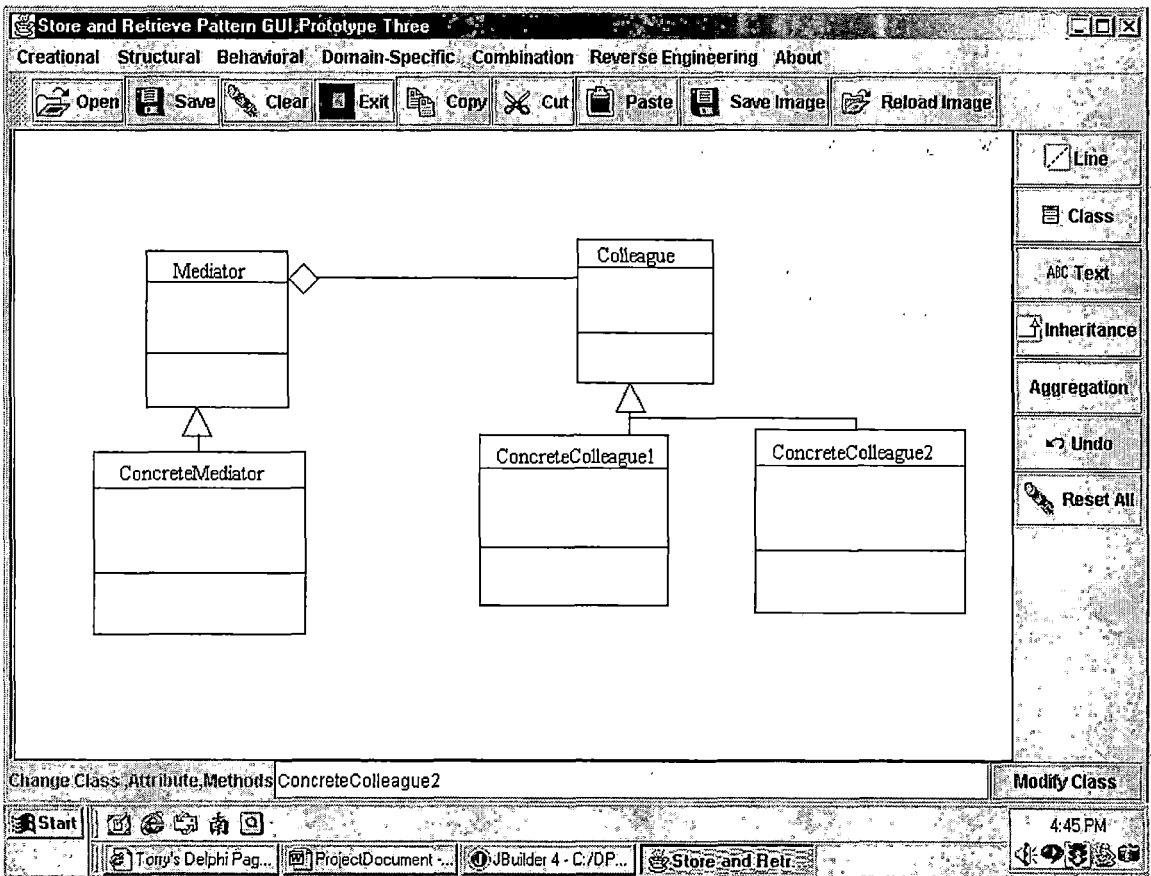 Store and Retrieve Pattern GUI,Prototype Three
Creational Structural Behavioral Domain-Specific Combination Reverse Engineering About
Open Save Clear Exit Copy Cut Paste Save Image Reload Image
Line
Class
ABC Text
Inheritance
Aggregation
Undo
Reset All
Mediator
Colleague
ConcreteMediator
ConcreteColleague1
ConcreteColleague2
Change Class ,Attribute,Methods ConcreteColleague2 Modify Class
Start 南 4:45 PM
Tony's Delphi Pag... ProjectDocument -... JBuilder 4 - C:/DP... Store and Retr...